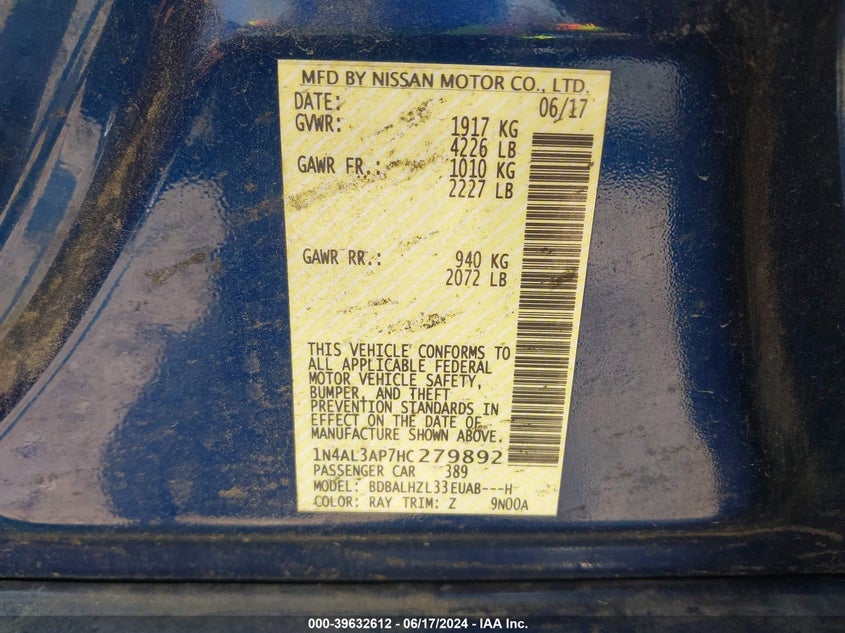 MFD BY NISSAN MOTOR CO., LTD.
DATE: 06/17
GVWR: 1917 KG
4226 LB
GAWR FR.: 1010 KG
2227 LB
GAWR RR.: 940 KG
2072 LB
THIS VEHICLE CONFORMS TO
ALL APPLICABLE FEDERAL
MOTOR VEHICLE SAFETY,
BUMPER, AND THEFT
PREVENTION STANDARDS IN
EFFECT ON THE DATE OF
MANUFACTURE SHOWN ABOVE.
1N4AL3AP7HC279892
PASSENGER CAR 389
MODEL: BDBALHZL33EUAB---H
COLOR: RAY TRIM: Z 9N00A
000-39632612 - 06/17/2024 - IAA Inc.